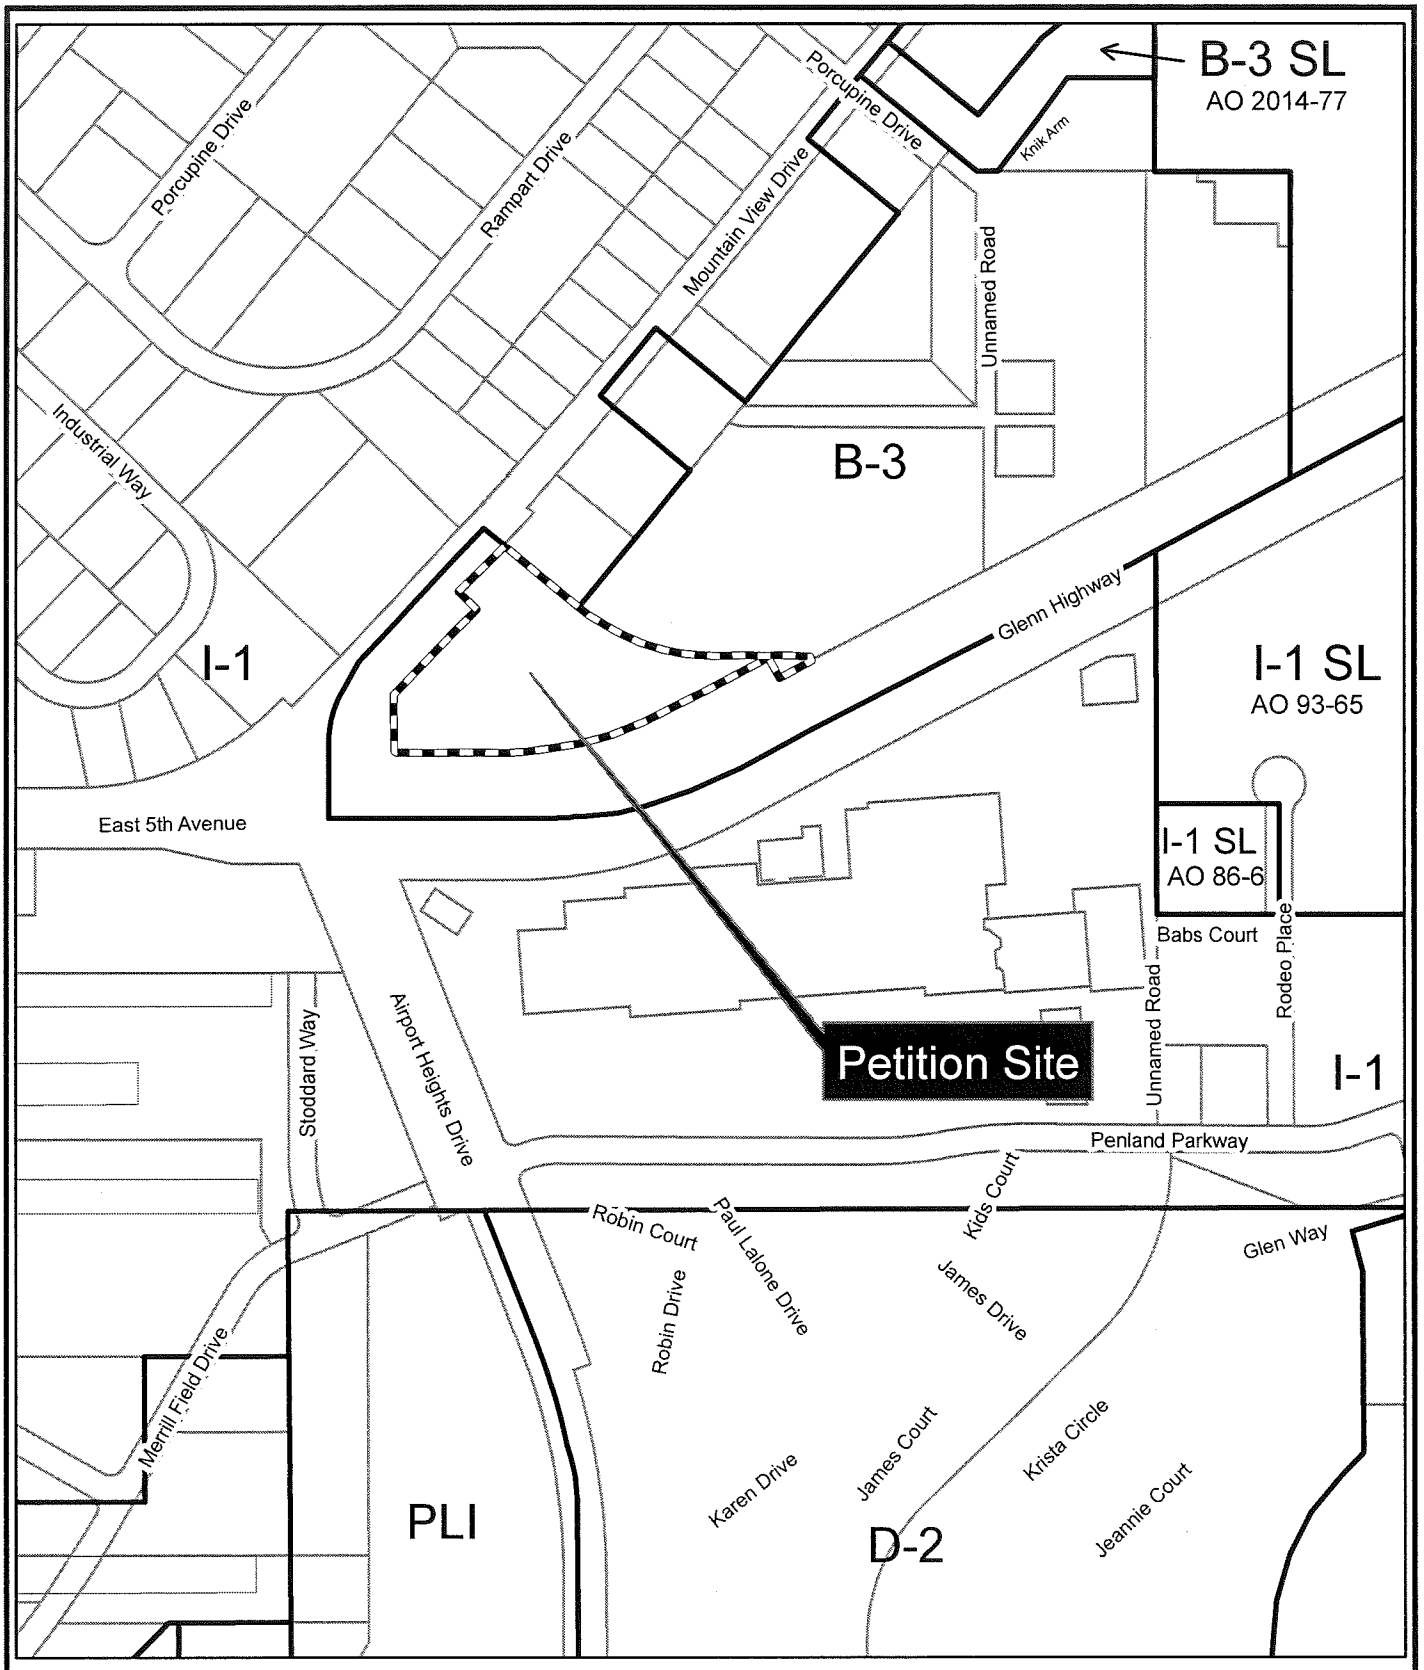 B-3 SL
AO 2014-77
Porcupine Drive
Porcupine Drive
Knik Arm
Rampart Drive
Mountain View Drive
Unnamed Road
Industrial Way
B-3
Glenn Highway
I-1
I-1 SL
AO 93-65
East 5th Avenue
I-1 SL
AO 86-6
Babs Court
Rodeo Place
Unnamed Road
Airport Heights Drive
Stoddard Way
Petition Site
I-1
Penland Parkway
Kids Court
Robin Court
Paul Lalone Drive
Glen Way
Robin Drive
James Drive
Merrill Field Drive
Karen Drive
James Court
Krista Circle
Jeannie Court
PLI
D-2